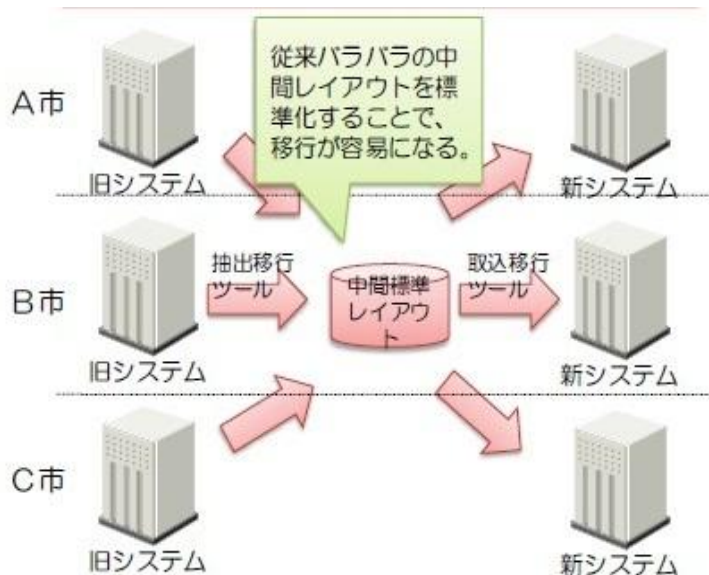 従来バラバラの中
間レイアウトを標
準化することで、
移行が容易になる。
A市
旧システム
新システム
B市
抽出移行
ツール
中間標準
レイアウ
ト
取込移行
ツール
旧システム
新システム
C市
旧システム
新システム